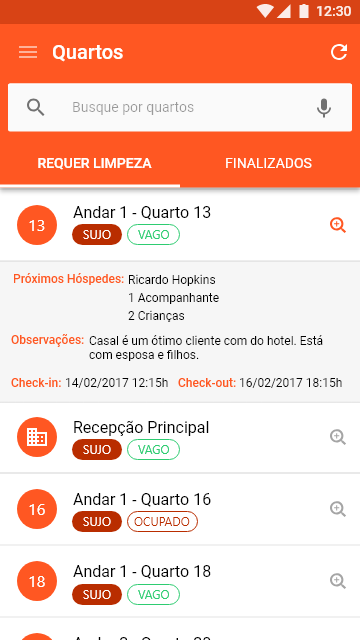 12:30
Quartos
Busque por quartos
REQUER LIMPEZA FINALIZADOS
13
Andar 1 - Quarto 13
SUJO VAGO
Próximos Hóspedes: Ricardo Hopkins
1 Acompanhante
2 Crianças
Observações: Casal é um ótimo cliente com do hotel. Está
com esposa e filhos.
Check-in: 14/02/2017 12:15h Check-out: 16/02/2017 18:15h
Recepção Principal
SUJO VAGO
16
Andar 1 - Quarto 16
SUJO OCUPADO
18
Andar 1 - Quarto 18
SUJO VAGO